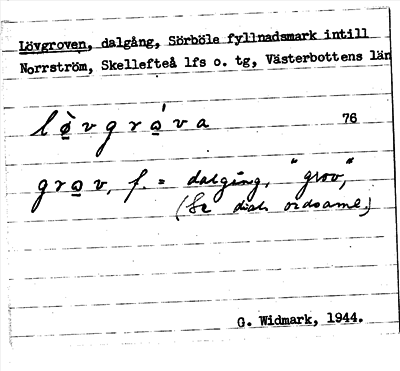 Lövgroven, dalgång, Sörböle fyllnadsmark intill
Norrström, Skellefteå lfs o. tg, Västerbottens län
lø̀vgrǫ́va 76
grǫv, f. = dalgång, "grov",
(Se dial. ordsaml.)
G. Widmark, 1944.